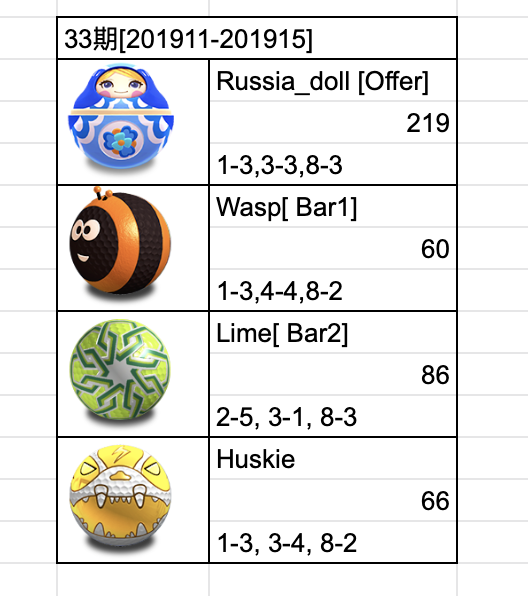 33期[201911-201915]
Russia_doll [Offer]
219
1-3,3-3,8-3
Wasp[ Bar1]
60
1-3,4-4,8-2
Lime[ Bar2]
86
2-5, 3-1, 8-3
Huskie
66
1-3, 3-4, 8-2